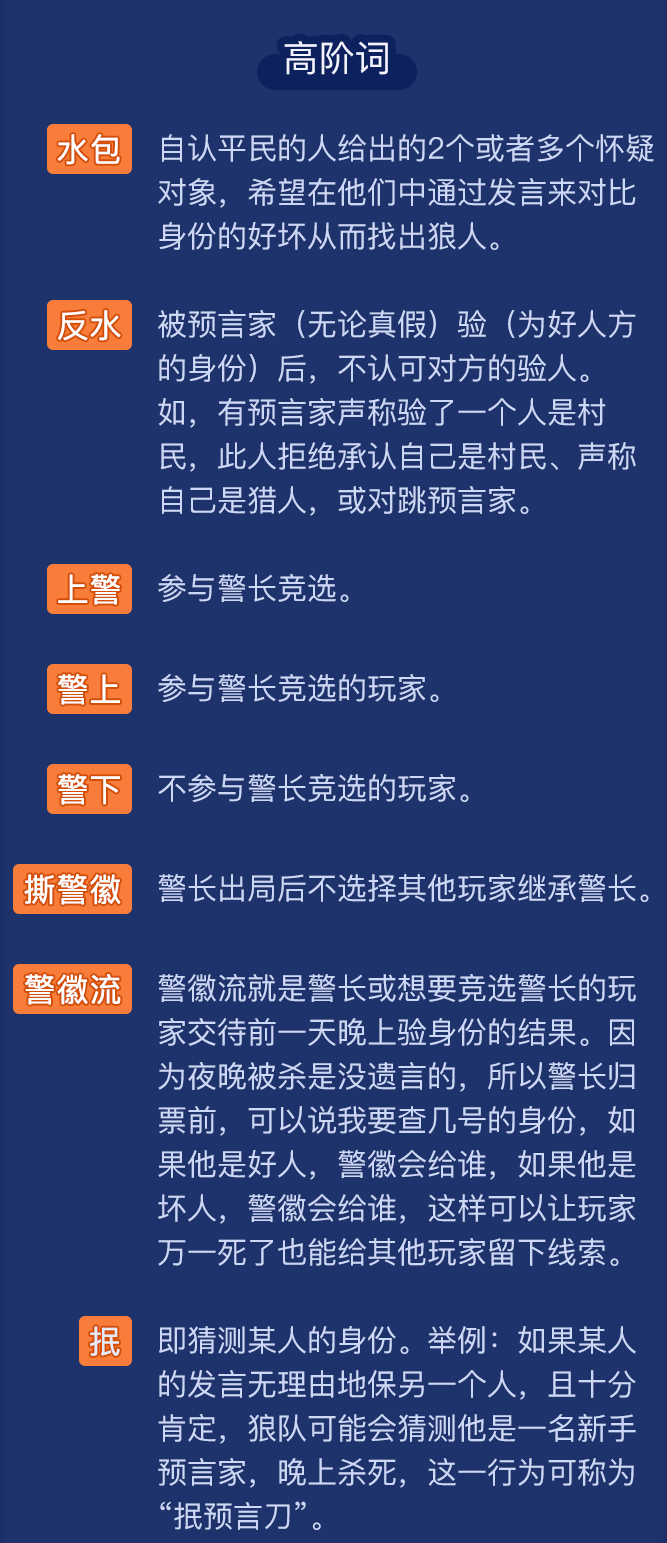 高阶词
水包
自认平民的人给出的2个或者多个怀疑
对象，希望在他们中通过发言来对比
身份的好坏从而找出狼人。
反水
被预言家（无论真假）验（为好人方
的身份）后，不认可对方的验人。
如，有预言家声称验了一个人是村
民，此人拒绝承认自己是村民、声称
自己是猎人，或对跳预言家。
上警
参与警长竞选。
警上
参与警长竞选的玩家。
警下
不参与警长竞选的玩家。
撕警徽
警长出局后不选择其他玩家继承警长。
警徽流
警徽流就是警长或想要竞选警长的玩
家交待前一天晚上验身份的结果。因
为夜晚被杀是没遗言的，所以警长归
票前，可以说我要查几号的身份，如
果他是好人，警徽会给谁，如果他是
坏人，警徽会给谁，这样可以让玩家
万一死了也能给其他玩家留下线索。
抿
即猜测某人的身份。举例：如果某人
的发言无理由地保另一个人，且十分
肯定，狼队可能会猜测他是一名新手
预言家，晚上杀死，这一行为可称为
“抿预言刀”。